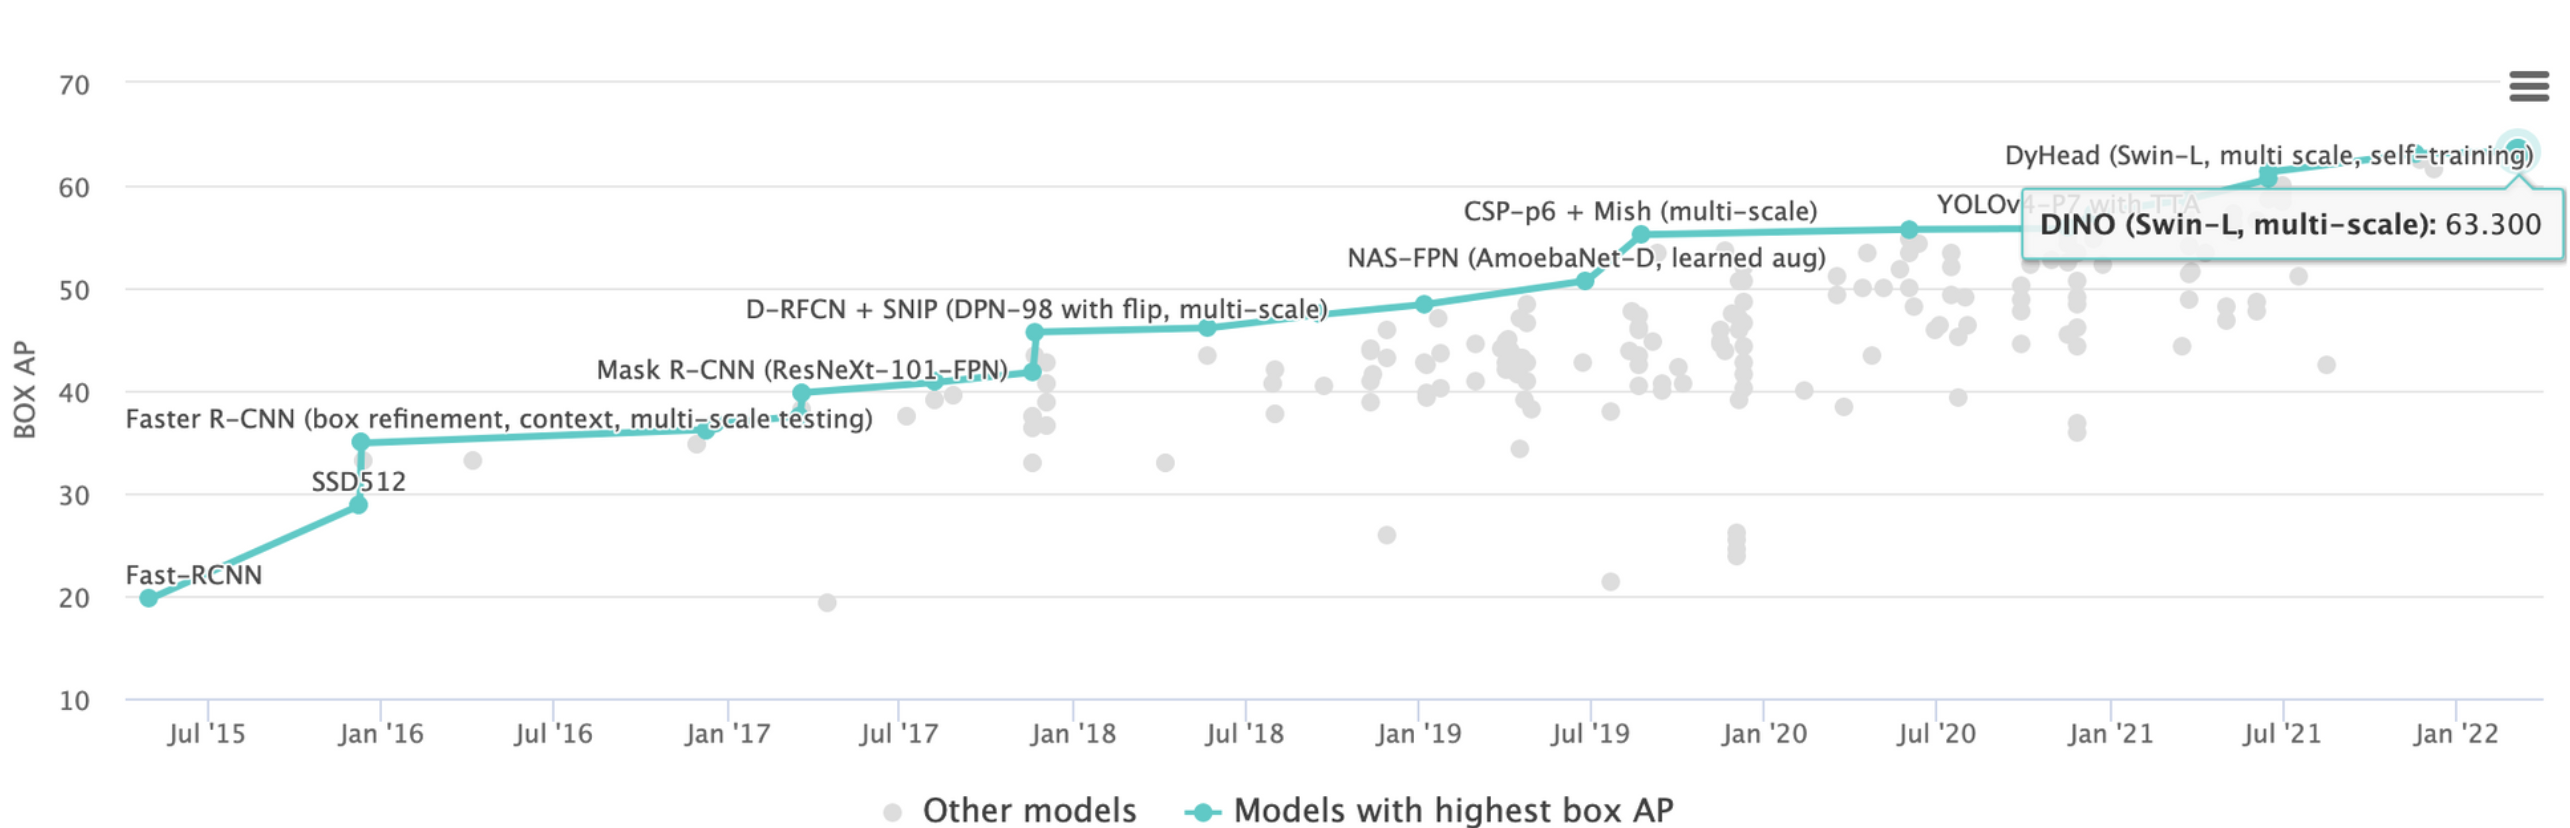 70
60
50
40
30
20
10
BOX AP
DyHead (Swin-L, multi scale, self-training)
YOLOv4-P7 with TTA
DINO (Swin-L, multi-scale): 63.300
CSP-p6 + Mish (multi-scale)
NAS-FPN (AmoebaNet-D, learned aug)
D-RFCN + SNIP (DPN-98 with flip, multi-scale)
Mask R-CNN (ResNeXt-101-FPN)
Faster R-CNN (box refinement, context, multi-scale testing)
SSD512
Fast-RCNN
Jul '15 Jan '16 Jul '16 Jan '17 Jul '17 Jan '18 Jul '18 Jan '19 Jul '19 Jan '20 Jul '20 Jan '21 Jul '21 Jan '22
Other models Models with highest box AP